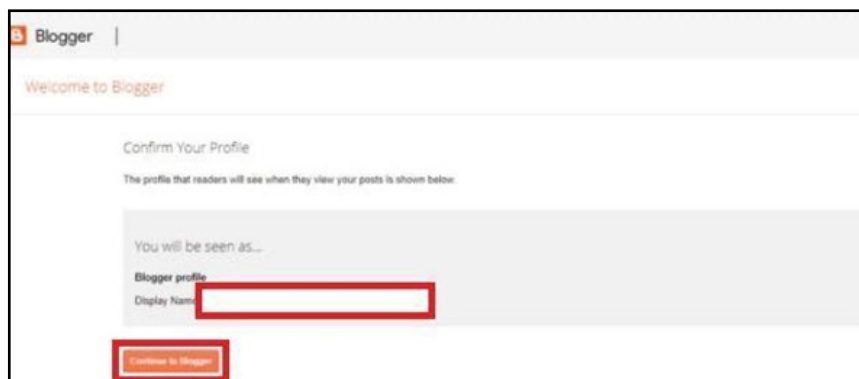 Blogger
Welcome to Blogger
Confirm Your Profile
The profile that readers will see when they view your posts is shown below.
You will be seen as...
Blogger profile
Display Name
Continue to Blogger